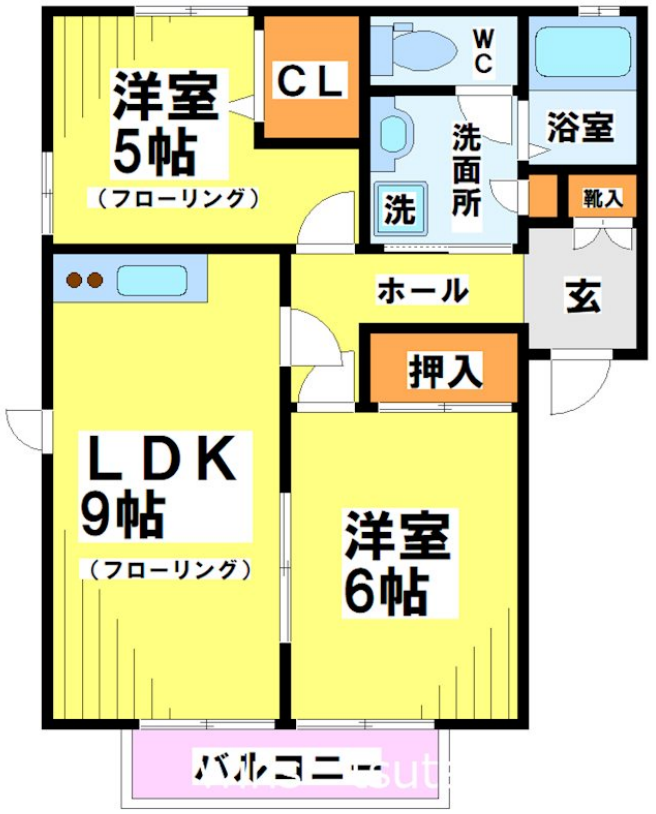 洋室
5帖
（フローリング）
CL
WC
洗面所
浴室
洗
靴入
ホール
玄
押入
LDK
9帖
（フローリング）
洋室
6帖
バルコニー